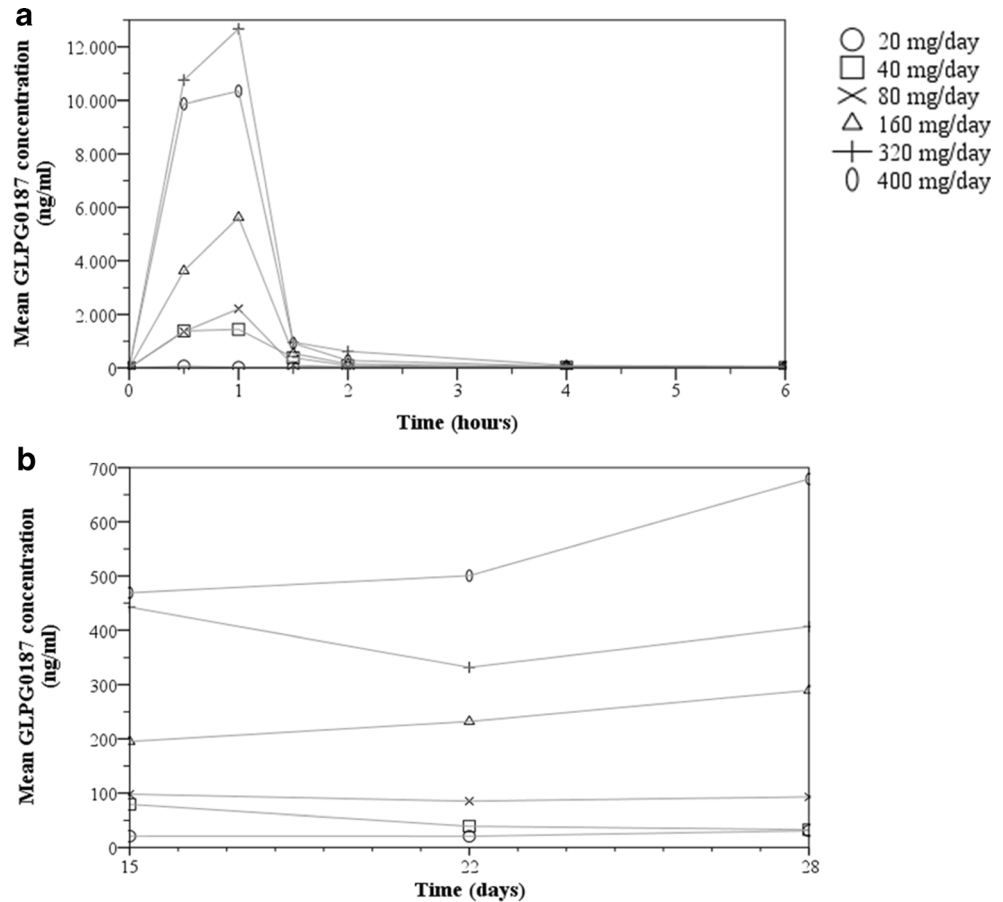 a
Mean GLPG0187 concentration
(ng/ml)
12.000
10.000
8.000
6.000
4.000
2.000
0
0 1 2 3 4 5 6
Time (hours)
20 mg/day
40 mg/day
80 mg/day
160 mg/day
320 mg/day
400 mg/day
b
Mean GLPG0187 concentration
(ng/ml)
700
600
500
400
300
200
100
0
15 22 28
Time (days)